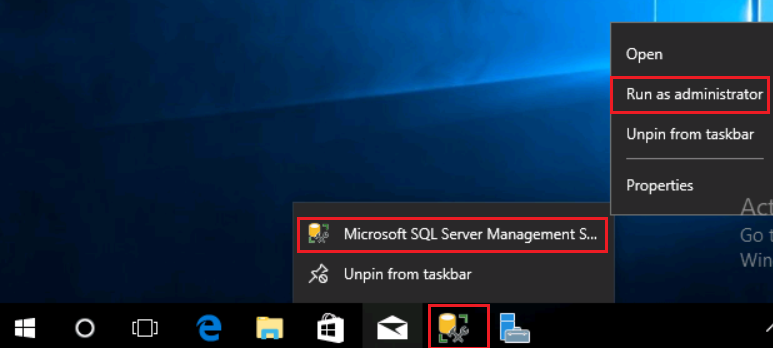 Open
Run as administrator
Unpin from taskbar
Properties
Act
Go t
Win
Microsoft SQL Server Management S...
Unpin from taskbar